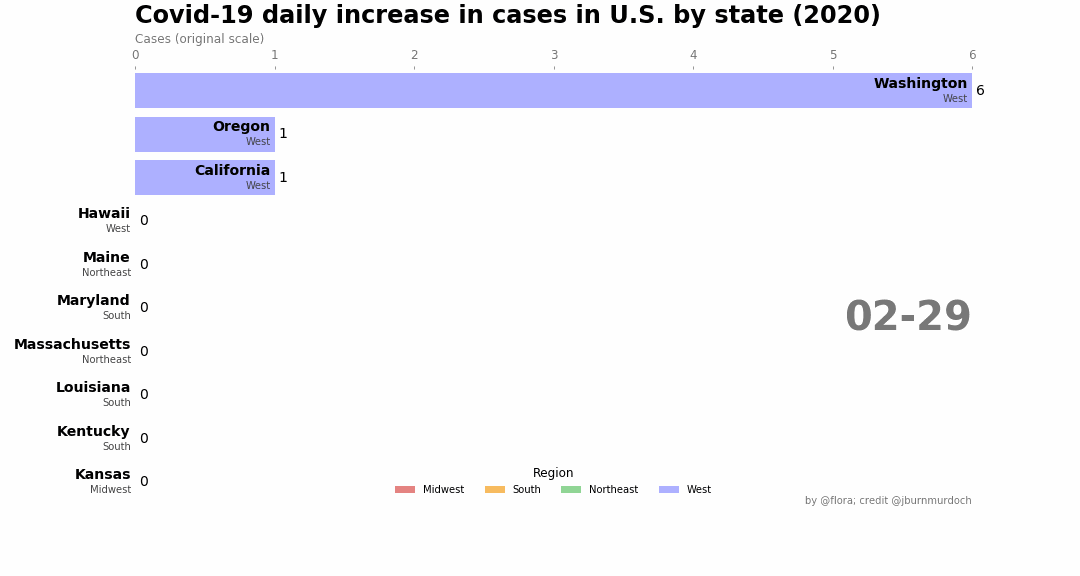 Covid-19 daily increase in cases in U.S. by state (2020)
Cases (original scale)
0 1 2 3 4 5 6
Washington 6
West
Oregon 1
West
California 1
West
Hawaii 0
West
Maine 0
Northeast
Maryland 0
South
02-29
Massachusetts 0
Northeast
Louisiana 0
South
Kentucky 0
South
Kansas 0
Midwest
Region
Midwest South Northeast West
by @flora; credit @jburnmurdoch